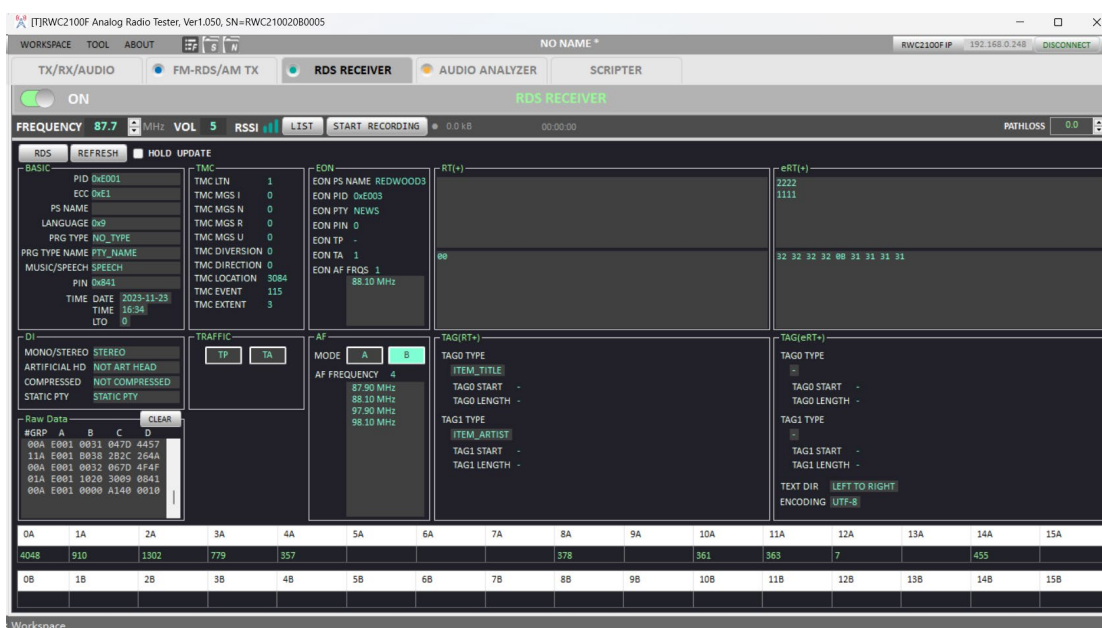 [T]RWC2100F Analog Radio Tester, Ver1.050, SN=RWC210020B0005
WORKSPACE TOOL ABOUT F S N NO NAME * RWC2100F IP 192.168.0.248 DISCONNECT
TX/RX/AUDIO FM-RDS/AM TX RDS RECEIVER AUDIO ANALYZER SCRIPTER
ON RDS RECEIVER
FREQUENCY 87.7 MHz VOL 5 RSSI LIST START RECORDING 0.0 kB 00:00:00 PATHLOSS 0.0
RDS REFRESH HOLD UPDATE
BASIC
PID 0xE001
ECC 0xE1
PS NAME
LANGUAGE 0x9
PRG TYPE NO_TYPE
PRG TYPE NAME PTY_NAME
MUSIC/SPEECH SPEECH
PIN 0x841
TIME DATE 2023-11-23
TIME 16:34
LTO 0
TMC
TMC LTN 1
TMC MGS I 0
TMC MGS N 0
TMC MGS R 0
TMC MGS U 0
TMC DIVERSION 0
TMC DIRECTION 0
TMC LOCATION 3084
TMC EVENT 115
TMC EXTENT 3
EON
EON PS NAME REDWOOD3
EON PID 0xE003
EON PTY NEWS
EON PIN 0
EON TP -
EON TA 1
EON AF FRQS 1
88.10 MHz
RT(+)
00
eRT(+)
2222
1111
32 32 32 32 0B 31 31 31 31
DI
MONO/STEREO STEREO
ARTIFICIAL HD NOT ART HEAD
COMPRESSED NOT COMPRESSED
STATIC PTY STATIC PTY
TRAFFIC
TP TA
AF
MODE A B
AF FREQUENCY 4
87.90 MHz
88.10 MHz
97.90 MHz
98.10 MHz
TAG(RT+)
TAG0 TYPE
ITEM_TITLE
TAG0 START -
TAG0 LENGTH -
TAG1 TYPE
ITEM_ARTIST
TAG1 START -
TAG1 LENGTH -
TAG(eRT+)
TAG0 TYPE
-
TAG0 START -
TAG0 LENGTH -
TAG1 TYPE
-
TAG1 START -
TAG1 LENGTH -
TEXT DIR LEFT TO RIGHT
ENCODING UTF-8
Raw Data CLEAR
#GRP A B C D
00A E001 0031 047D 4457
11A E001 B038 2B2C 264A
00A E001 0032 067D 4F4F
01A E001 1020 3009 0841
00A E001 0000 A140 0010
0A 1A 2A 3A 4A 5A 6A 7A 8A 9A 10A 11A 12A 13A 14A 15A
4048 910 1302 779 357 378 361 363 7 455
0B 1B 2B 3B 4B 5B 6B 7B 8B 9B 10B 11B 12B 13B 14B 15B
Workspace